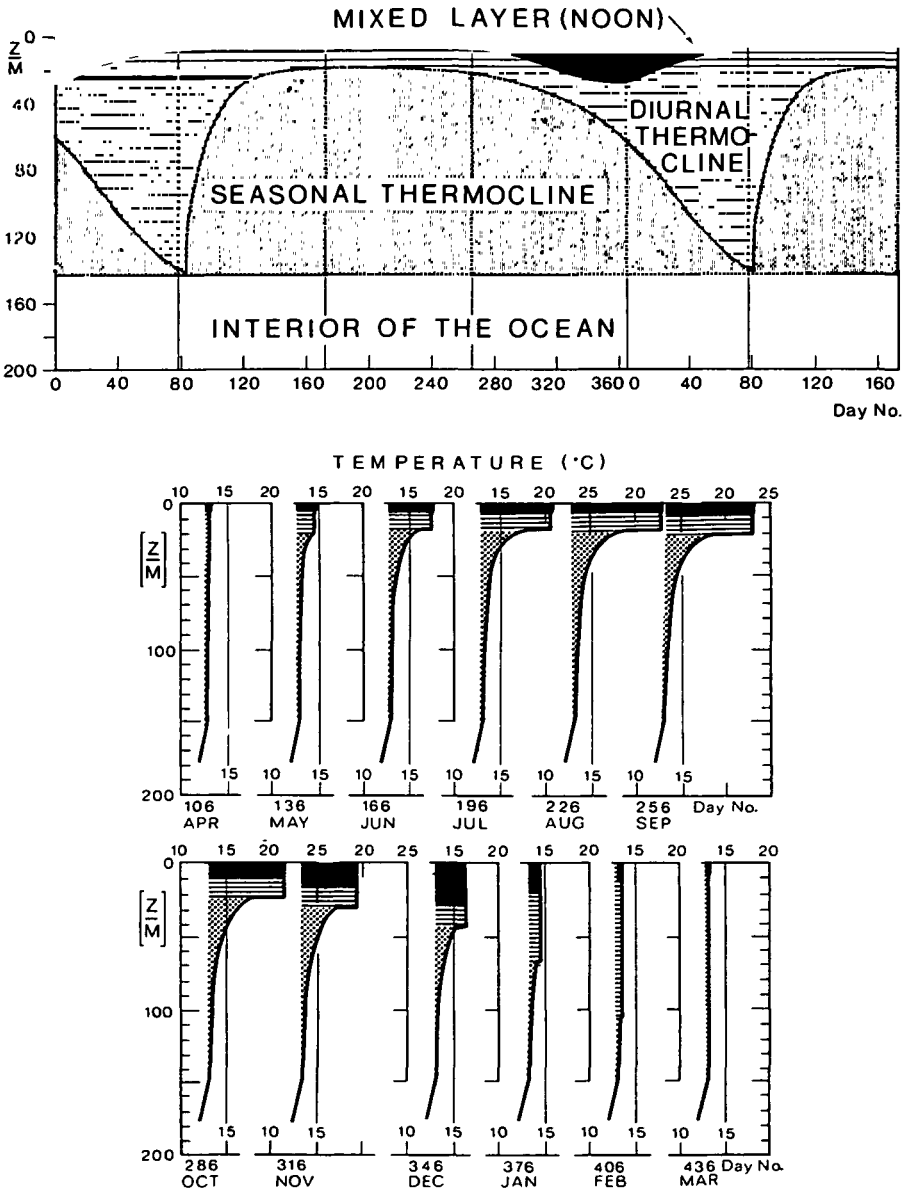 MIXED LAYER (NOON)
Z
M
0
40
80
120
160
200
DIURNAL
THERMO
CLINE
SEASONAL THERMOCLINE
INTERIOR OF THE OCEAN
0 40 80 120 160 200 240 280 320 360 0 40 80 120 160
Day No.
TEMPERATURE (°C)
10 15 20 15 20 15 20 15 20 25 15 20 25 15 20 25
0
Z
M
100
200
15 10 15 10 15 10 15 10 15 10 15
106 136 166 196 226 256 Day No.
APR MAY JUN JUL AUG SEP
10 15 20 25 15 20 25 10 15 20 15 20 15 20 15 20
0
Z
M
100
200
15 10 15 10 15 10 15 10 15 10 15
286 316 346 376 406 436 Day No.
OCT NOV DEC JAN FEB MAR